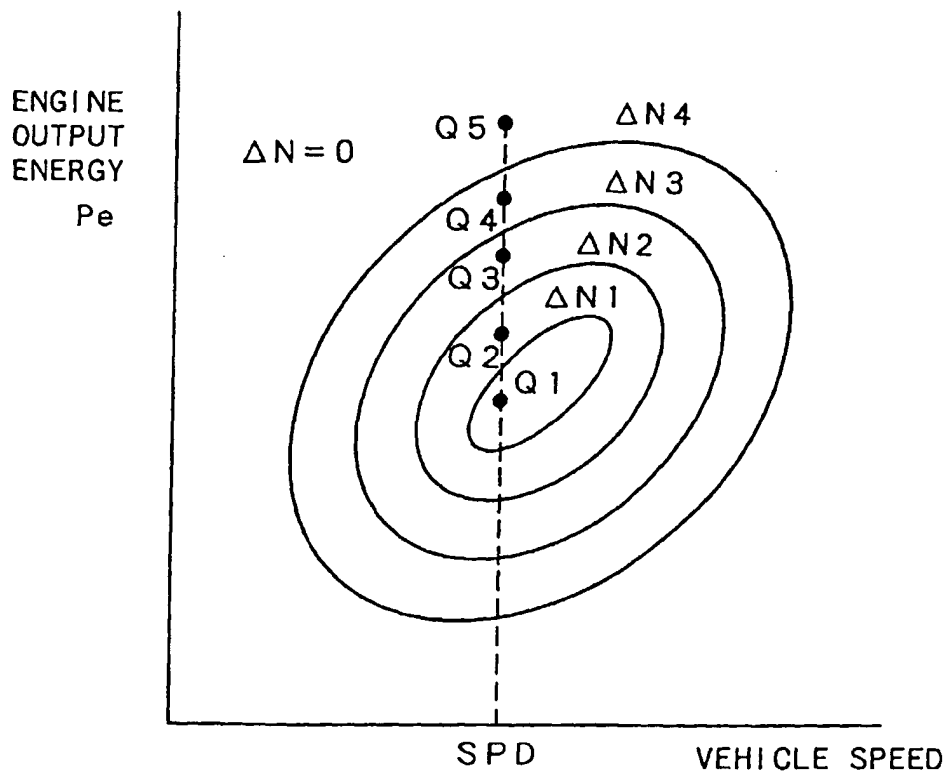 ENGINE
OUTPUT
ENERGY
Pe
ΔN=0
Q5
ΔN4
Q4
ΔN3
Q3
ΔN2
Q2
ΔN1
Q1
SPD
VEHICLE SPEED